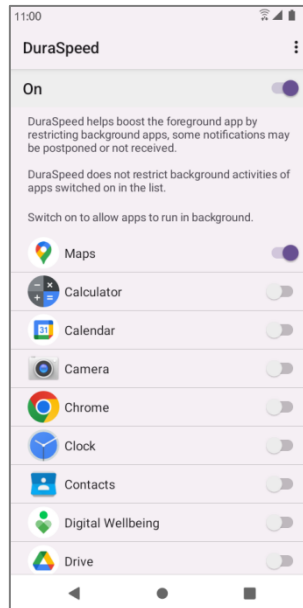 11:00
DuraSpeed
On
DuraSpeed helps boost the foreground app by
restricting background apps, some notifications may
be postponed or not received.
DuraSpeed does not restrict background activities of
apps switched on in the list.
Switch on to allow apps to run in background.
Maps
Calculator
31
Calendar
Camera
Chrome
Clock
Contacts
Digital Wellbeing
Drive